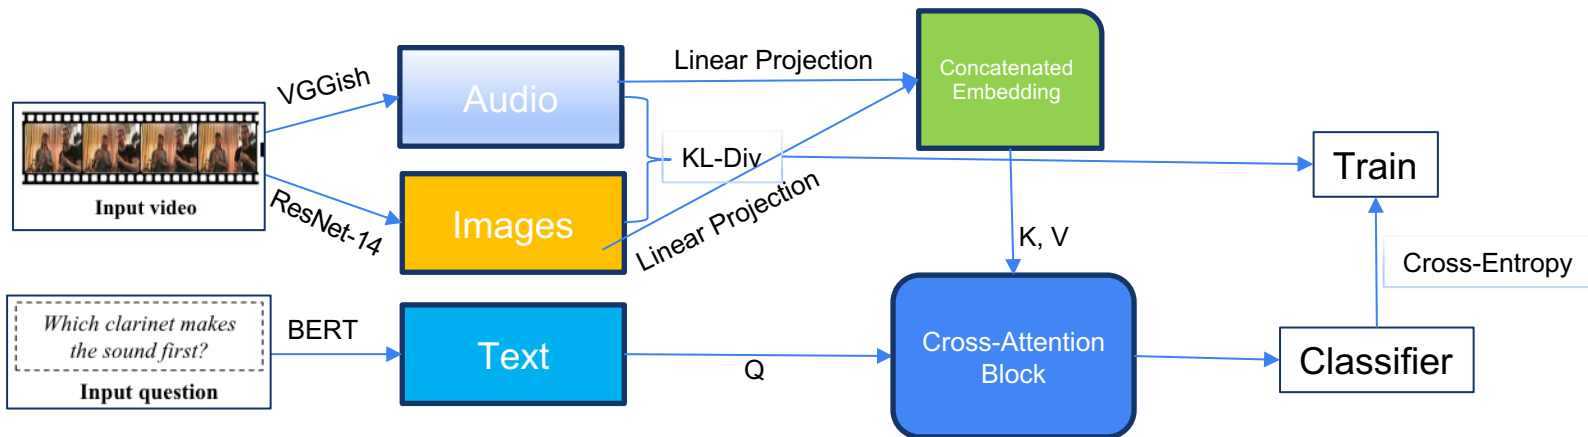 VGGish
Audio
Linear Projection
Concatenated
Embedding
Input video
KL-Div
Train
ResNet-14
Images
Linear Projection
K, V
Cross-Entropy
Which clarinet makes
the sound first?
Input question
BERT
Text
Q
Cross-Attention
Block
Classifier